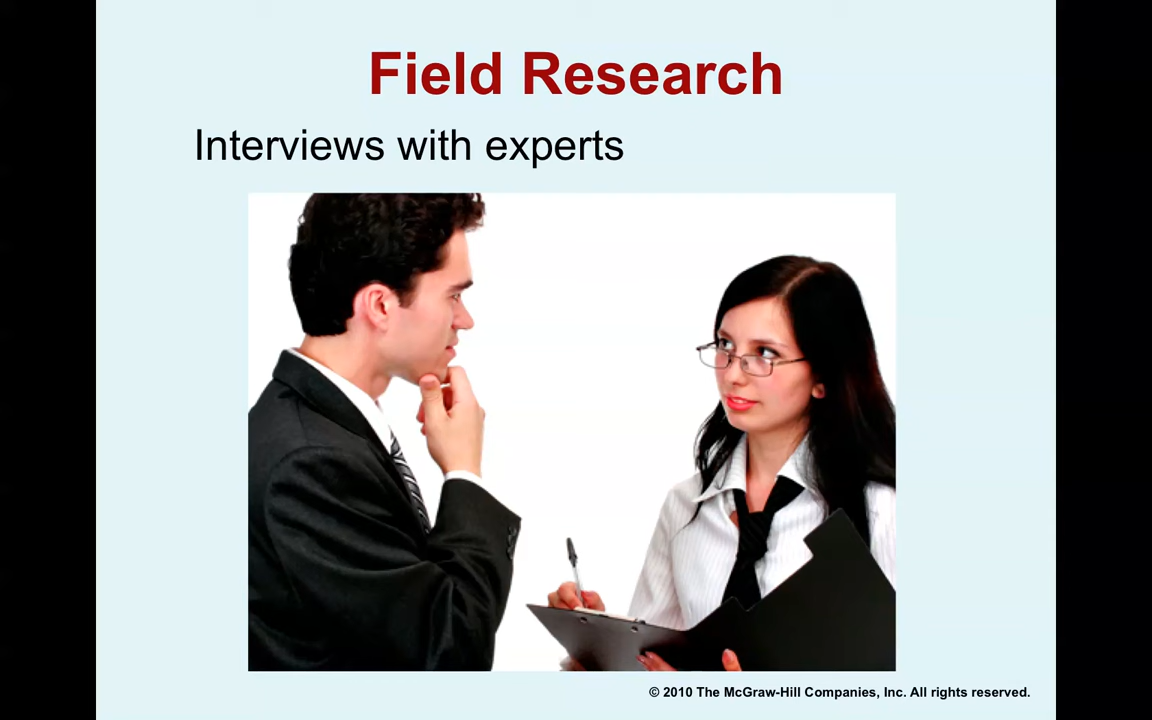 Field Research
Interviews with experts
© 2010 The McGraw-Hill Companies, Inc. All rights reserved.